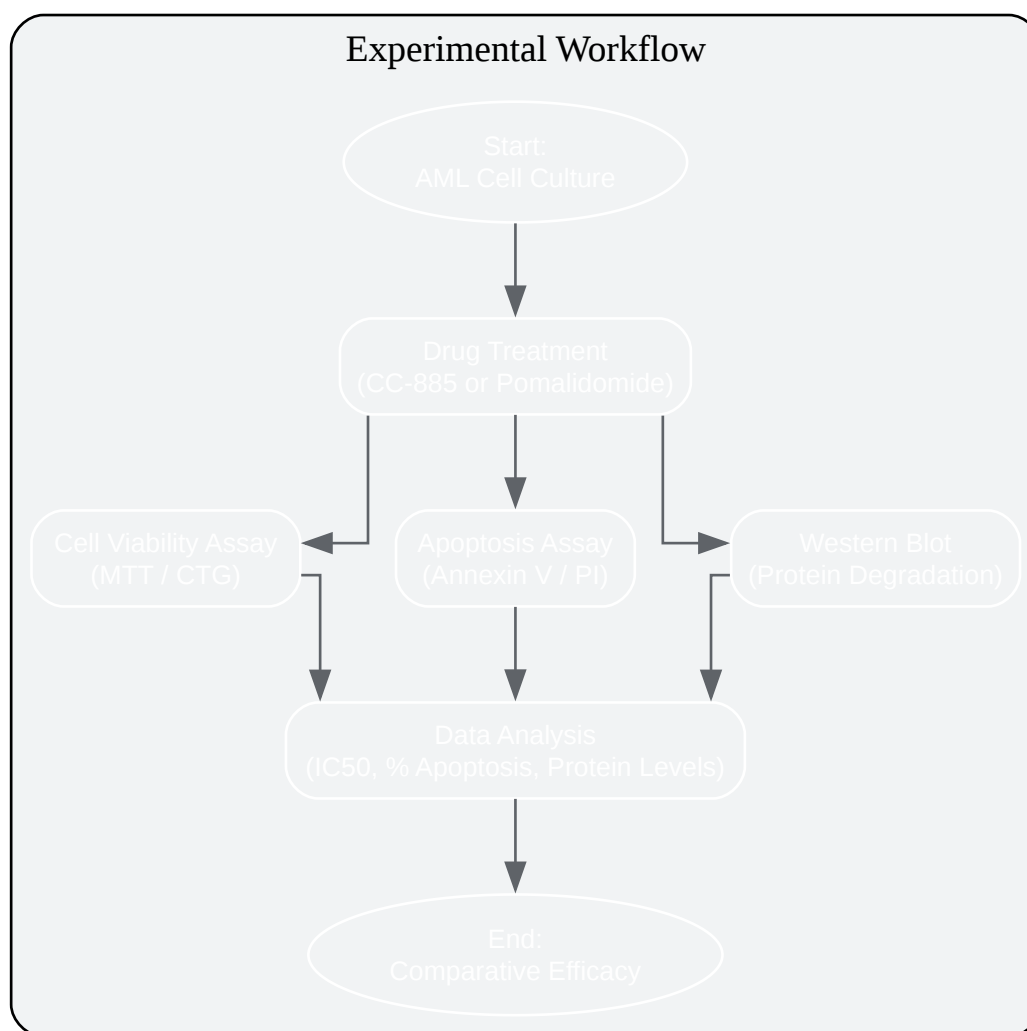 Experimental Workflow
Start:
AML Cell Culture
Drug Treatment
(CC-885 or Pomalidomide)
Cell Viability Assay
(MTT / CTG)
Apoptosis Assay
(Annexin V / PI)
Western Blot
(Protein Degradation)
Data Analysis
(IC50, % Apoptosis, Protein Levels)
End:
Comparative Efficacy